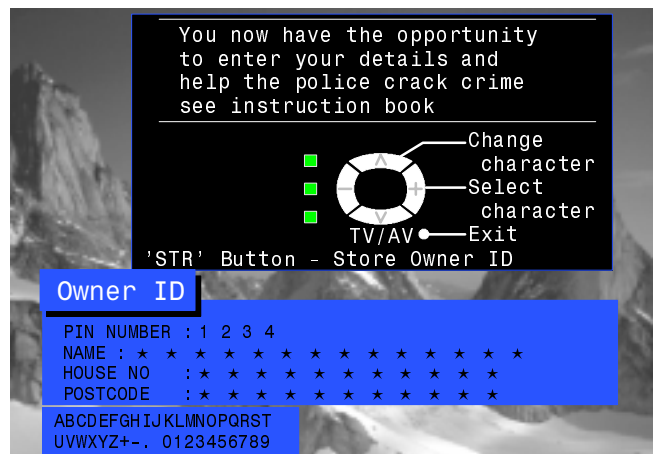 You now have the opportunity
to enter your details and
help the police crack crime
see instruction book
Change
character
Select
character
TV/AV Exit
'STR' Button - Store Owner ID
Owner ID
PIN NUMBER : 1 2 3 4
NAME : ★ ★ ★ ★ ★ ★ ★ ★ ★ ★ ★ ★ ★ ★
HOUSE NO : ★ ★ ★ ★ ★ ★ ★ ★ ★ ★ ★
POSTCODE : ★ ★ ★ ★ ★ ★ ★ ★ ★ ★ ★
ABCDEFGHIJKLMNOPQRST
UVWXYZ+-. 0123456789